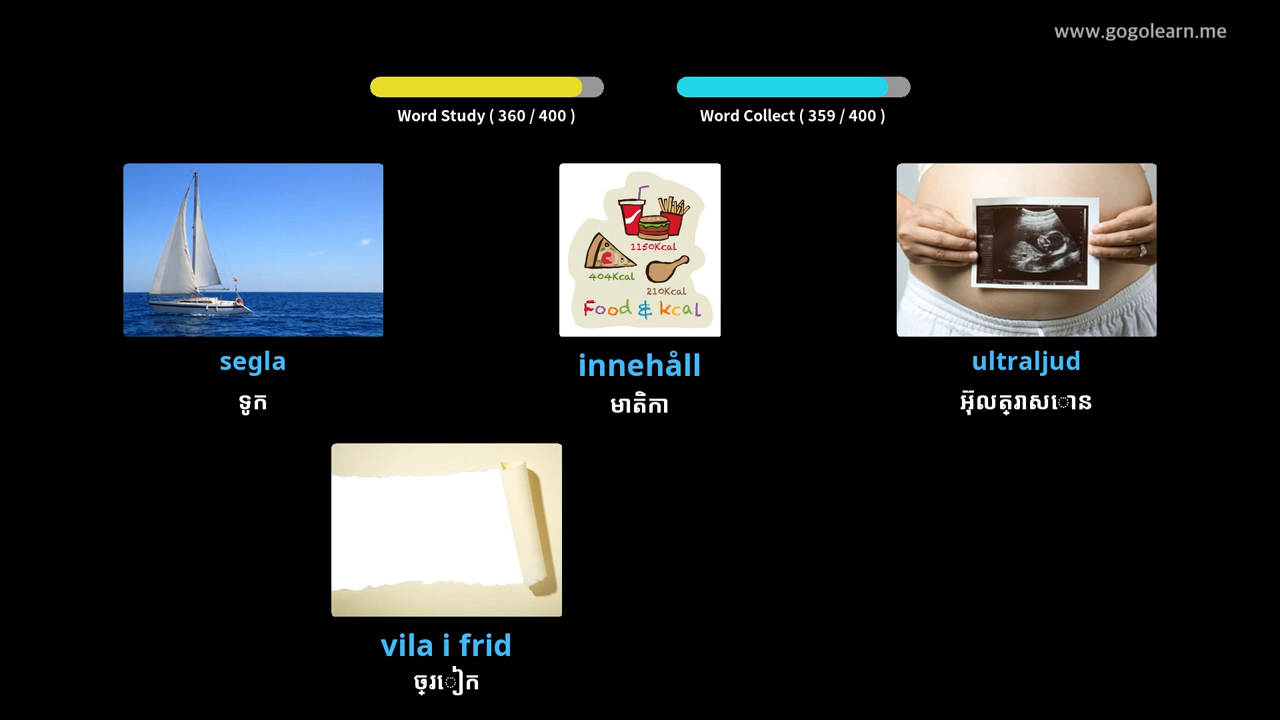 www.gogolearn.me
Word Study ( 360 / 400 )
Word Collect ( 359 / 400 )
1150Kcal
404Kcal
210Kcal
Food & kcal
segla
innehåll
ultraljud
ទូក
មាតិកា
អ៊ុលត្រាសោន
vila i frid
ច្រៀក